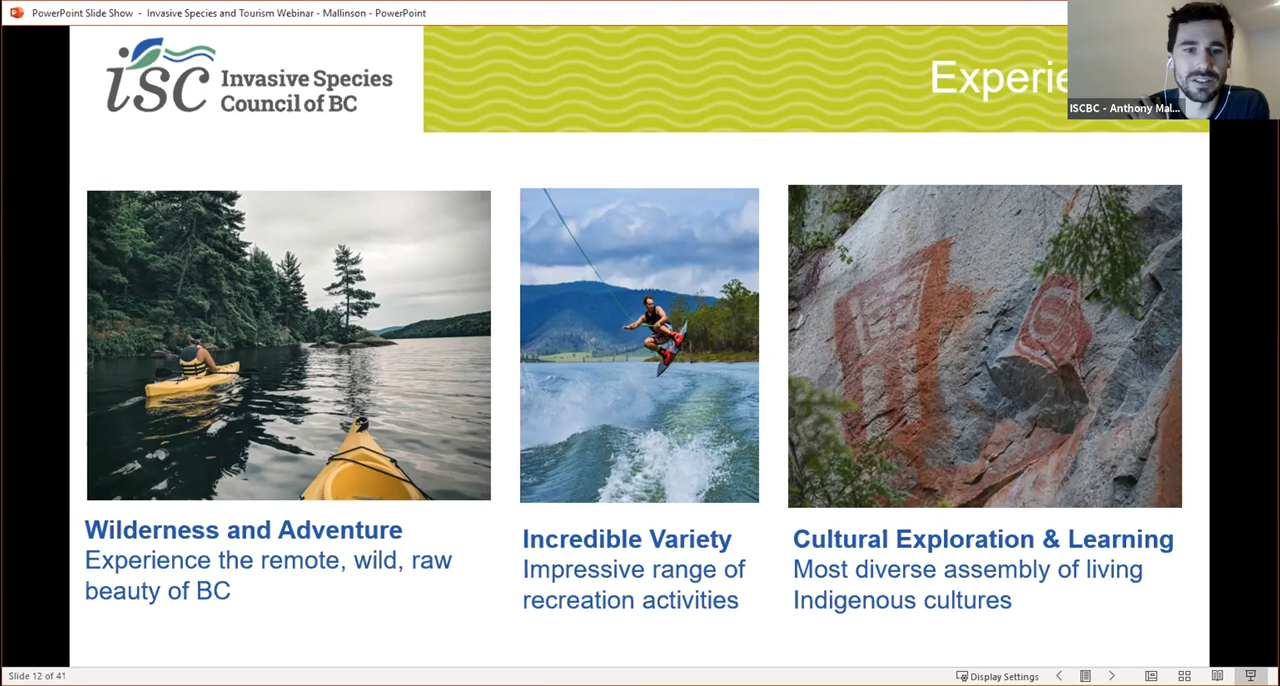 PowerPoint Slide Show - Invasive Species and Tourism Webinar - Mallinson - PowerPoint
isc Invasive Species
Council of BC
Experie
ISCBC - Anthony Mal...
Wilderness and Adventure
Experience the remote, wild, raw
beauty of BC
Incredible Variety
Impressive range of
recreation activities
Cultural Exploration & Learning
Most diverse assembly of living
Indigenous cultures
Slide 12 of 41
Display Settings